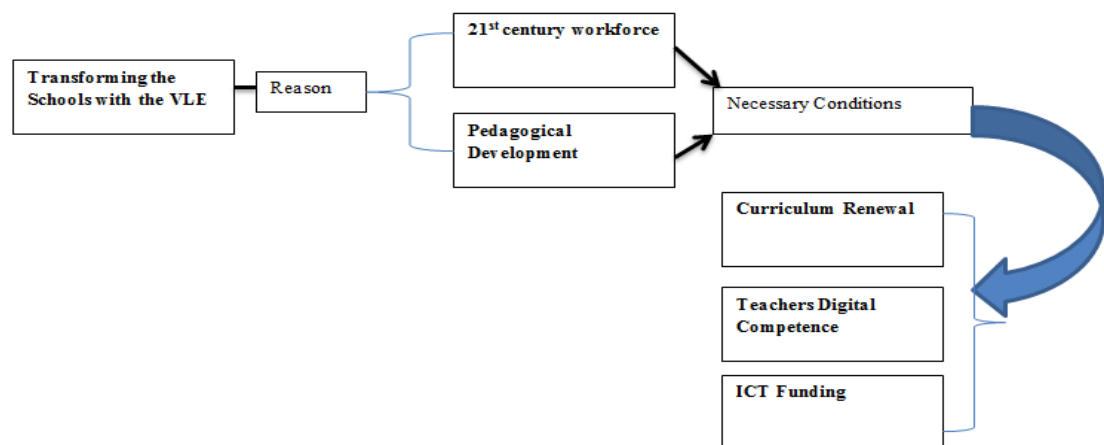 Transforming the
Schools with the VLE
Reason
21st century workforce
Pedagogical
Development
Necessary Conditions
Curriculum Renewal
Teachers Digital
Competence
ICT Funding